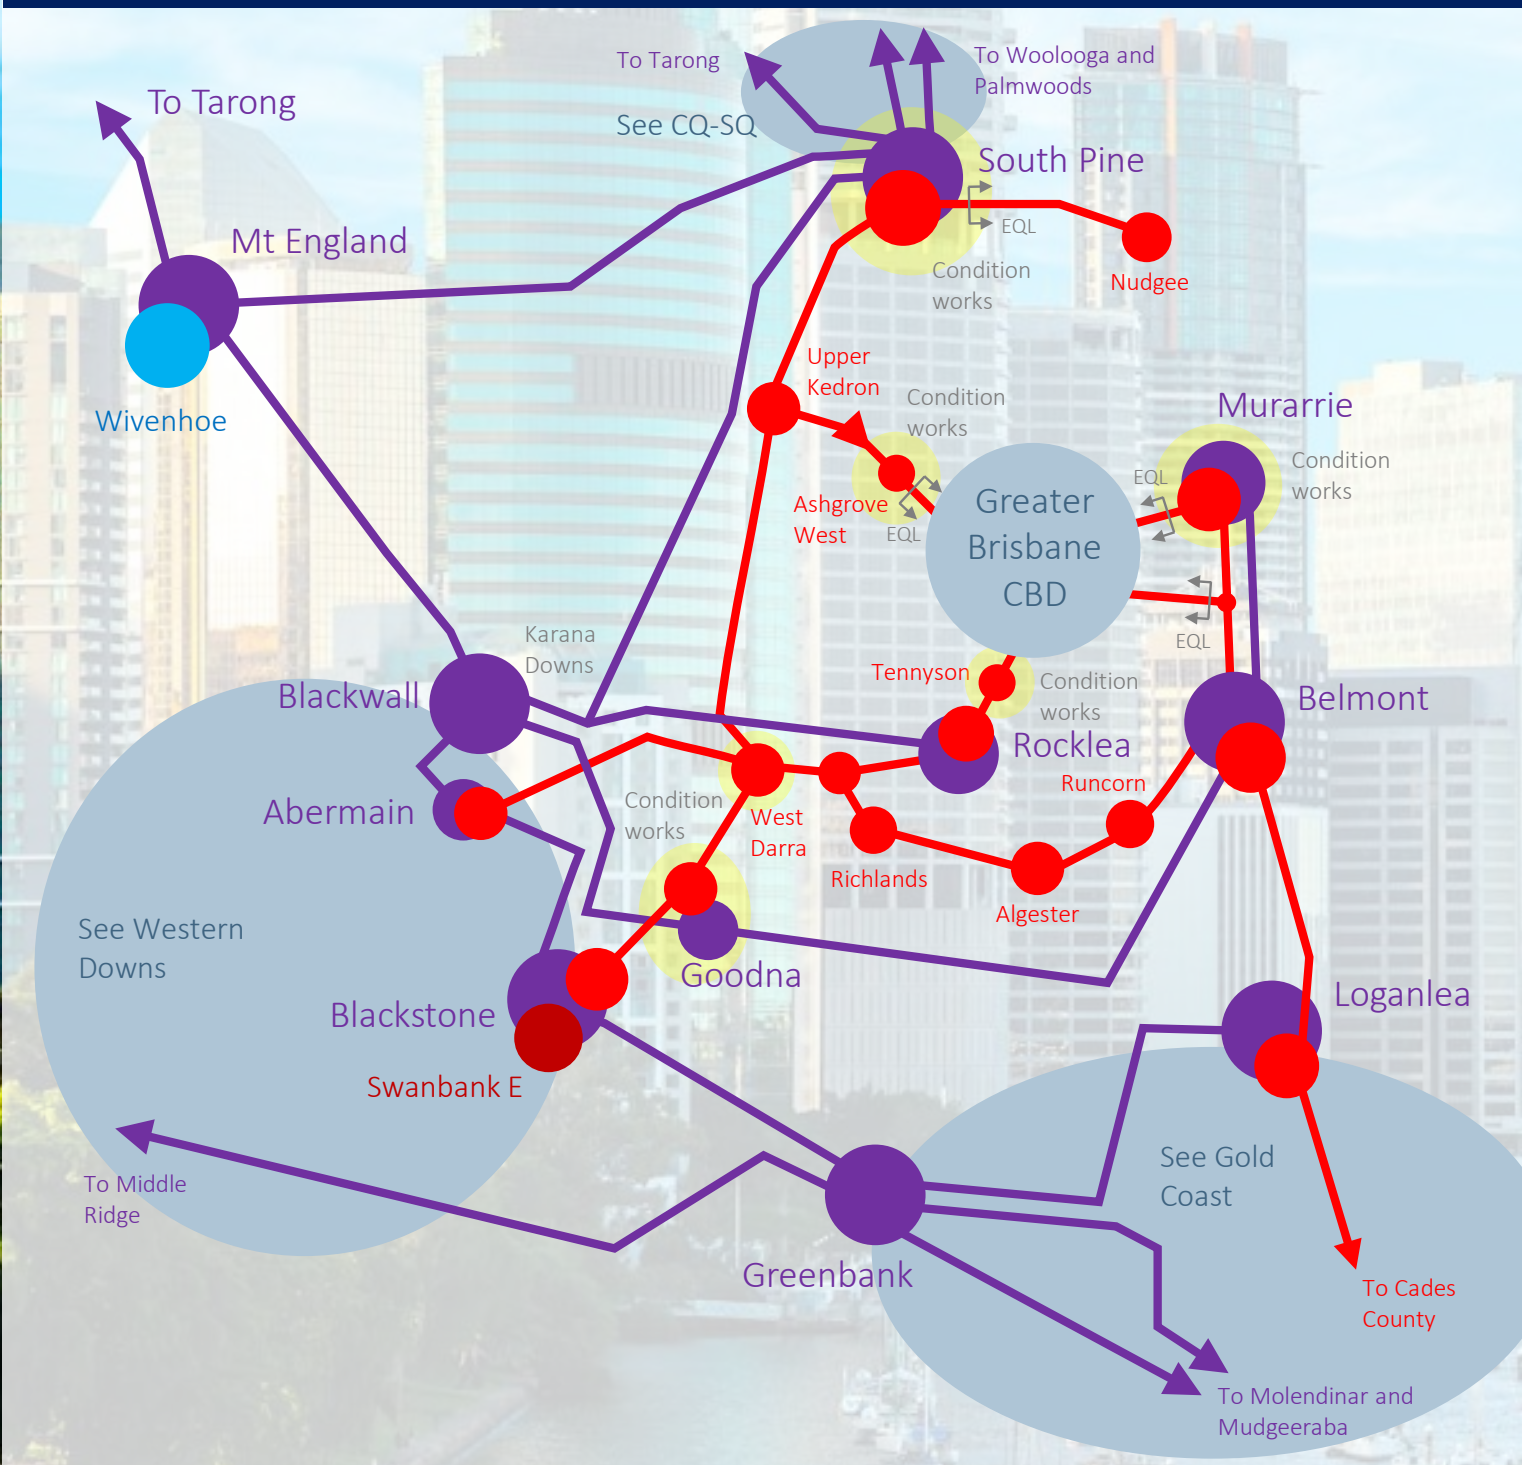 To Tarong
To Woolooga and
Palmwoods
To Tarong
See CQ-SQ
South Pine
EQL
Mt England
Condition
works
Nudgee
Upper
Kedron
Condition
works
Murarrie
Wivenhoe
Condition
works
EQL
Greater
Brisbane
CBD
Ashgrove
West
EQL
Karana
Downs
EQL
Tennyson
Condition
works
Blackwall
Belmont
Rocklea
Runcorn
Abermain
Condition
works
West
Darra
Richlands
Algester
See Western
Downs
Goodna
Loganlea
Blackstone
Swanbank E
See Gold
Coast
To Middle
Ridge
Greenbank
To Cades
County
To Molendinar and
Mudgeeraba